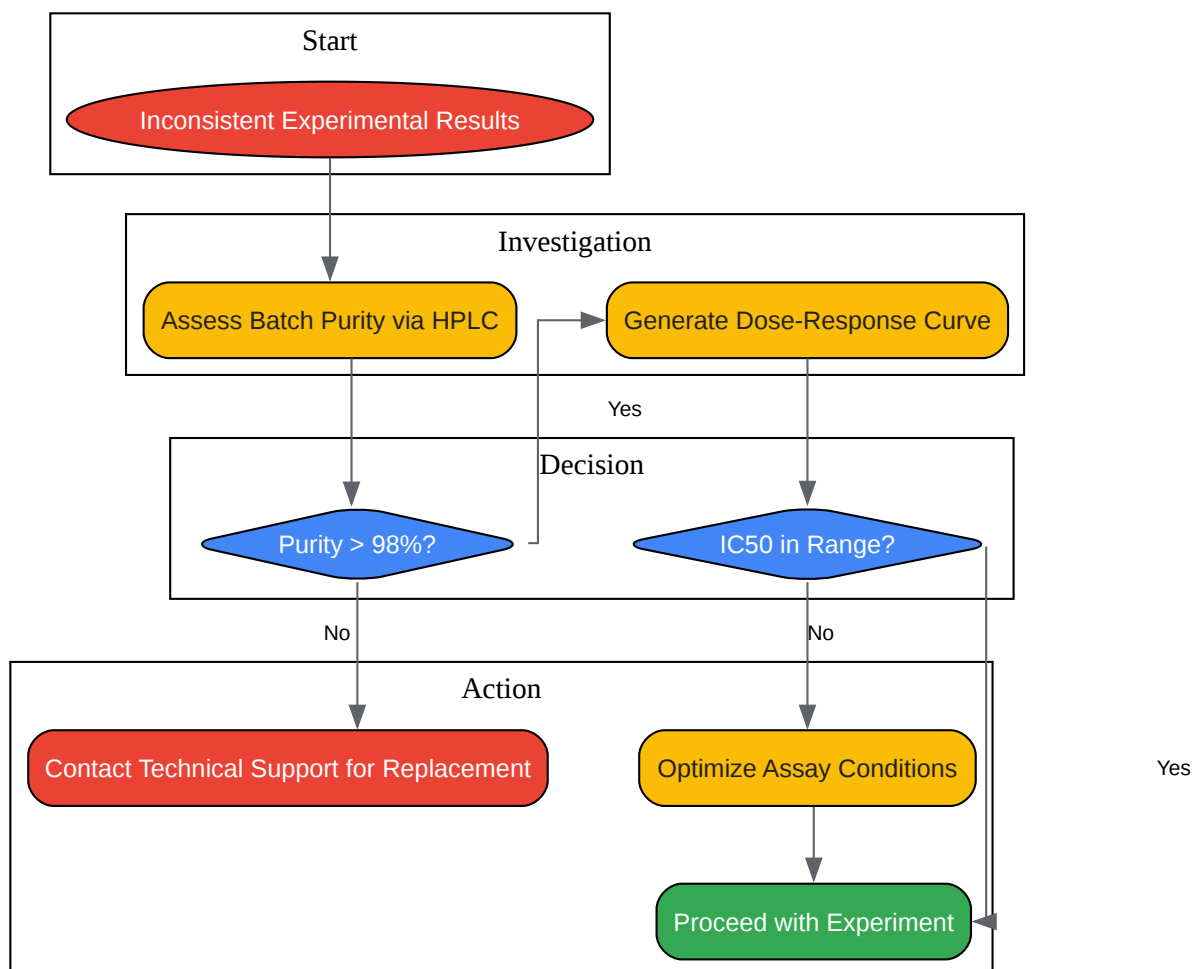 Start
Inconsistent Experimental Results
Investigation
Assess Batch Purity via HPLC
Generate Dose-Response Curve
Yes
Decision
Purity > 98%?
IC50 in Range?
No
No
Action
Contact Technical Support for Replacement
Optimize Assay Conditions
Yes
Proceed with Experiment